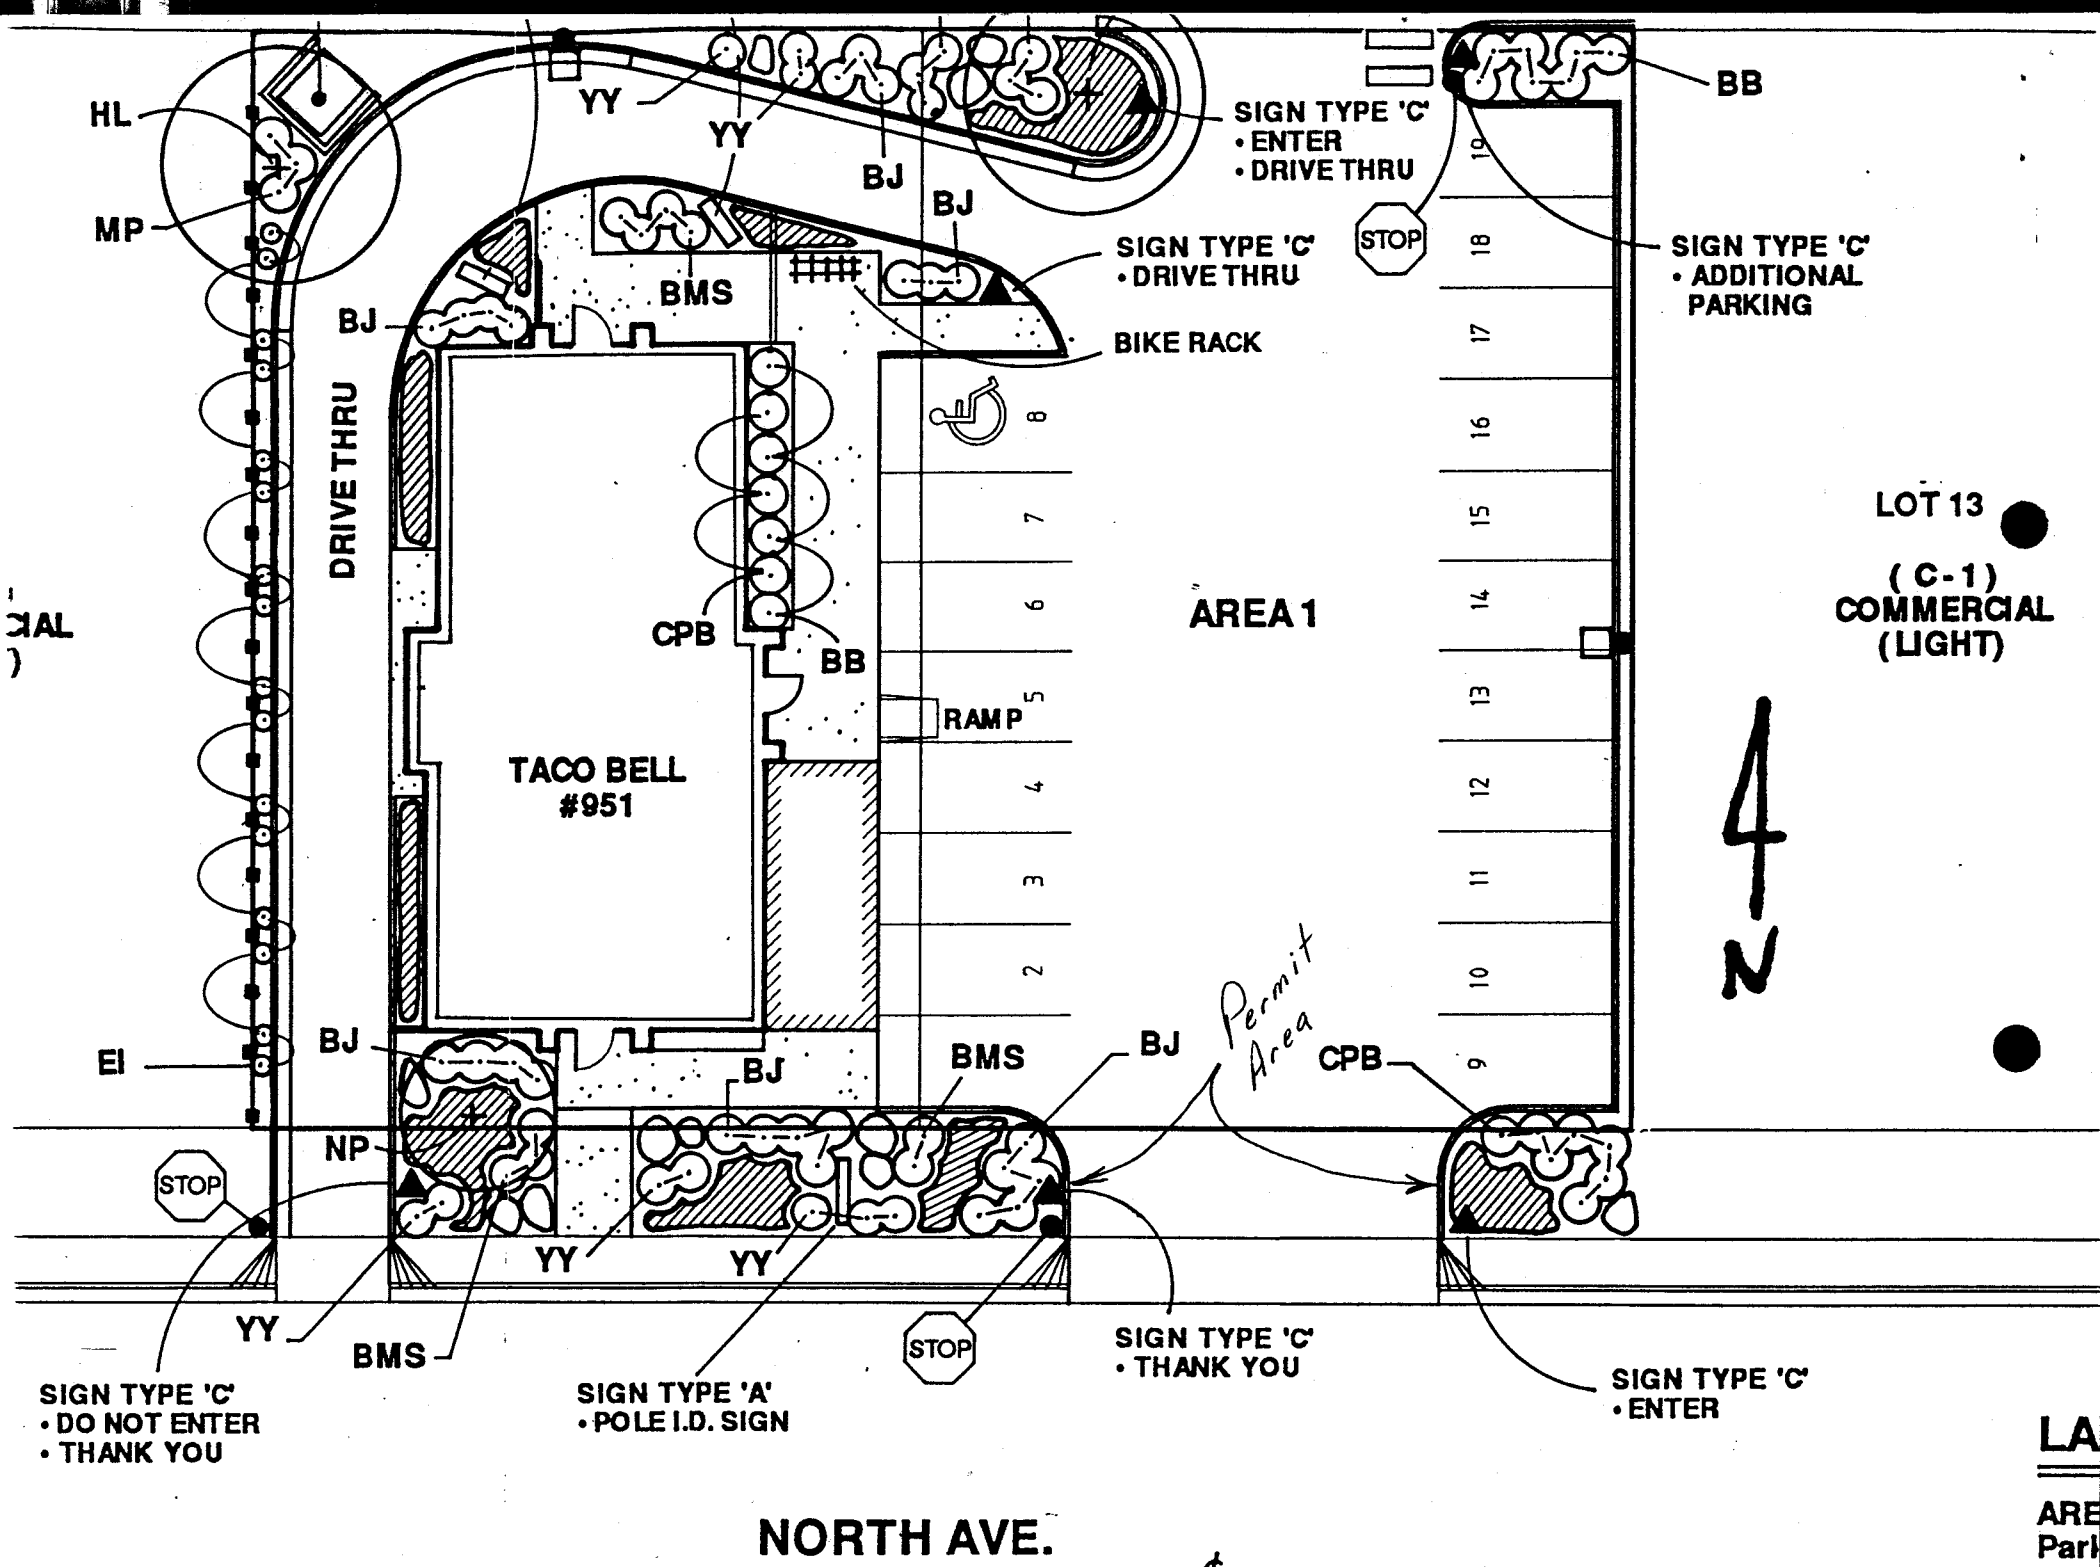 HL
MP
YY
YY
BJ
BJ
SIGN TYPE 'C'
• ENTER
• DRIVE THRU
BB
STOP
SIGN TYPE 'C'
• ADDITIONAL
PARKING
SIGN TYPE 'C'
• DRIVE THRU
BMS
BJ
BIKE RACK
DRIVE THRU
19
18
17
16
15
14
13
12
11
10
9
8
7
6
5
4
3
2
LOT 13
(C-1)
COMMERCIAL
(LIGHT)
CIAL
)
AREA 1
CPB
BB
RAMP
TACO BELL
#951
4
N
Permit
Area
EI
BJ
BJ
BMS
BJ
CPB
NP
STOP
YY
YY
YY
BMS
STOP
SIGN TYPE 'C'
• THANK YOU
SIGN TYPE 'C'
• ENTER
SIGN TYPE 'C'
• DO NOT ENTER
• THANK YOU
SIGN TYPE 'A'
• POLE I.D. SIGN
LA
ARE
Park
NORTH AVE.